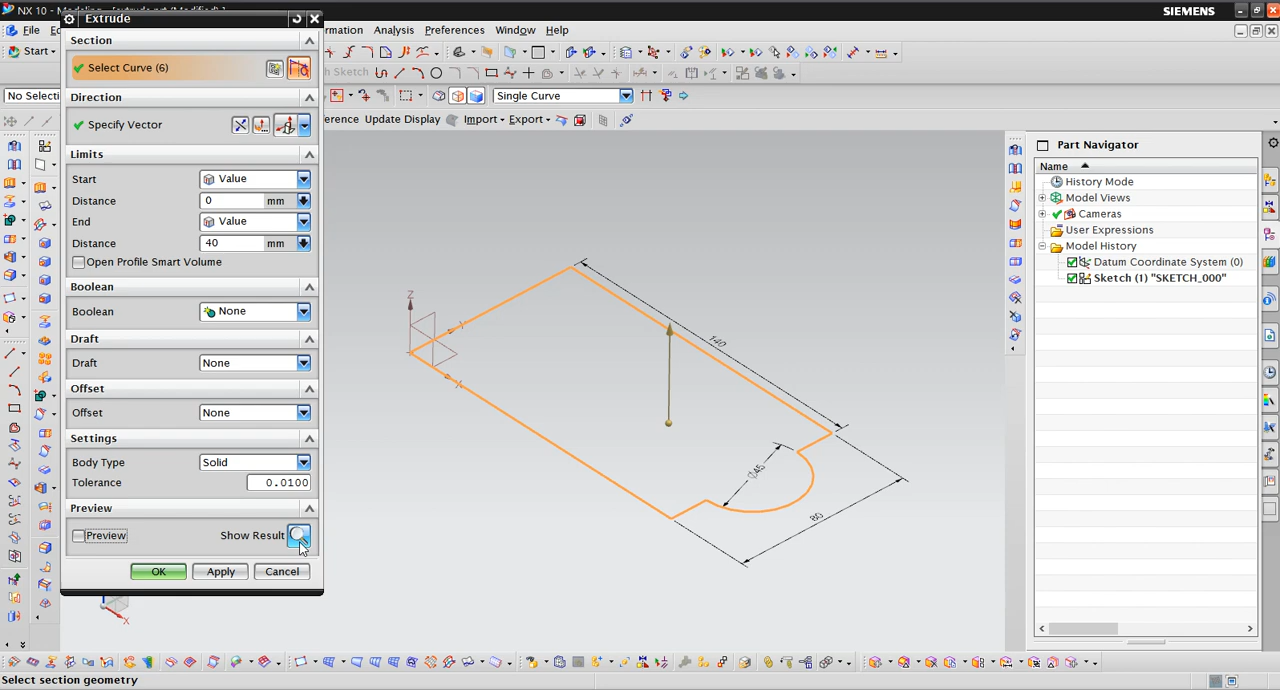 NX 10 - Modeling
SIEMENS
File
Analysis
Preferences
Window
Help
Start
Extrude
Section
Select Curve (6)
Direction
Specify Vector
Limits
Start
Value
Distance
0
mm
End
Value
Distance
40
mm
Open Profile Smart Volume
Boolean
Boolean
None
Draft
Draft
None
Offset
Offset
None
Settings
Body Type
Solid
Tolerance
0.0100
Preview
Preview
Show Result
OK
Apply
Cancel
Single Curve
Update Display
Import
Export
Z
Y
X
140
80
X
Part Navigator
Name
History Mode
Model Views
Cameras
User Expressions
Model History
Datum Coordinate System (0)
Sketch (1) "SKETCH_000"
Select section geometry